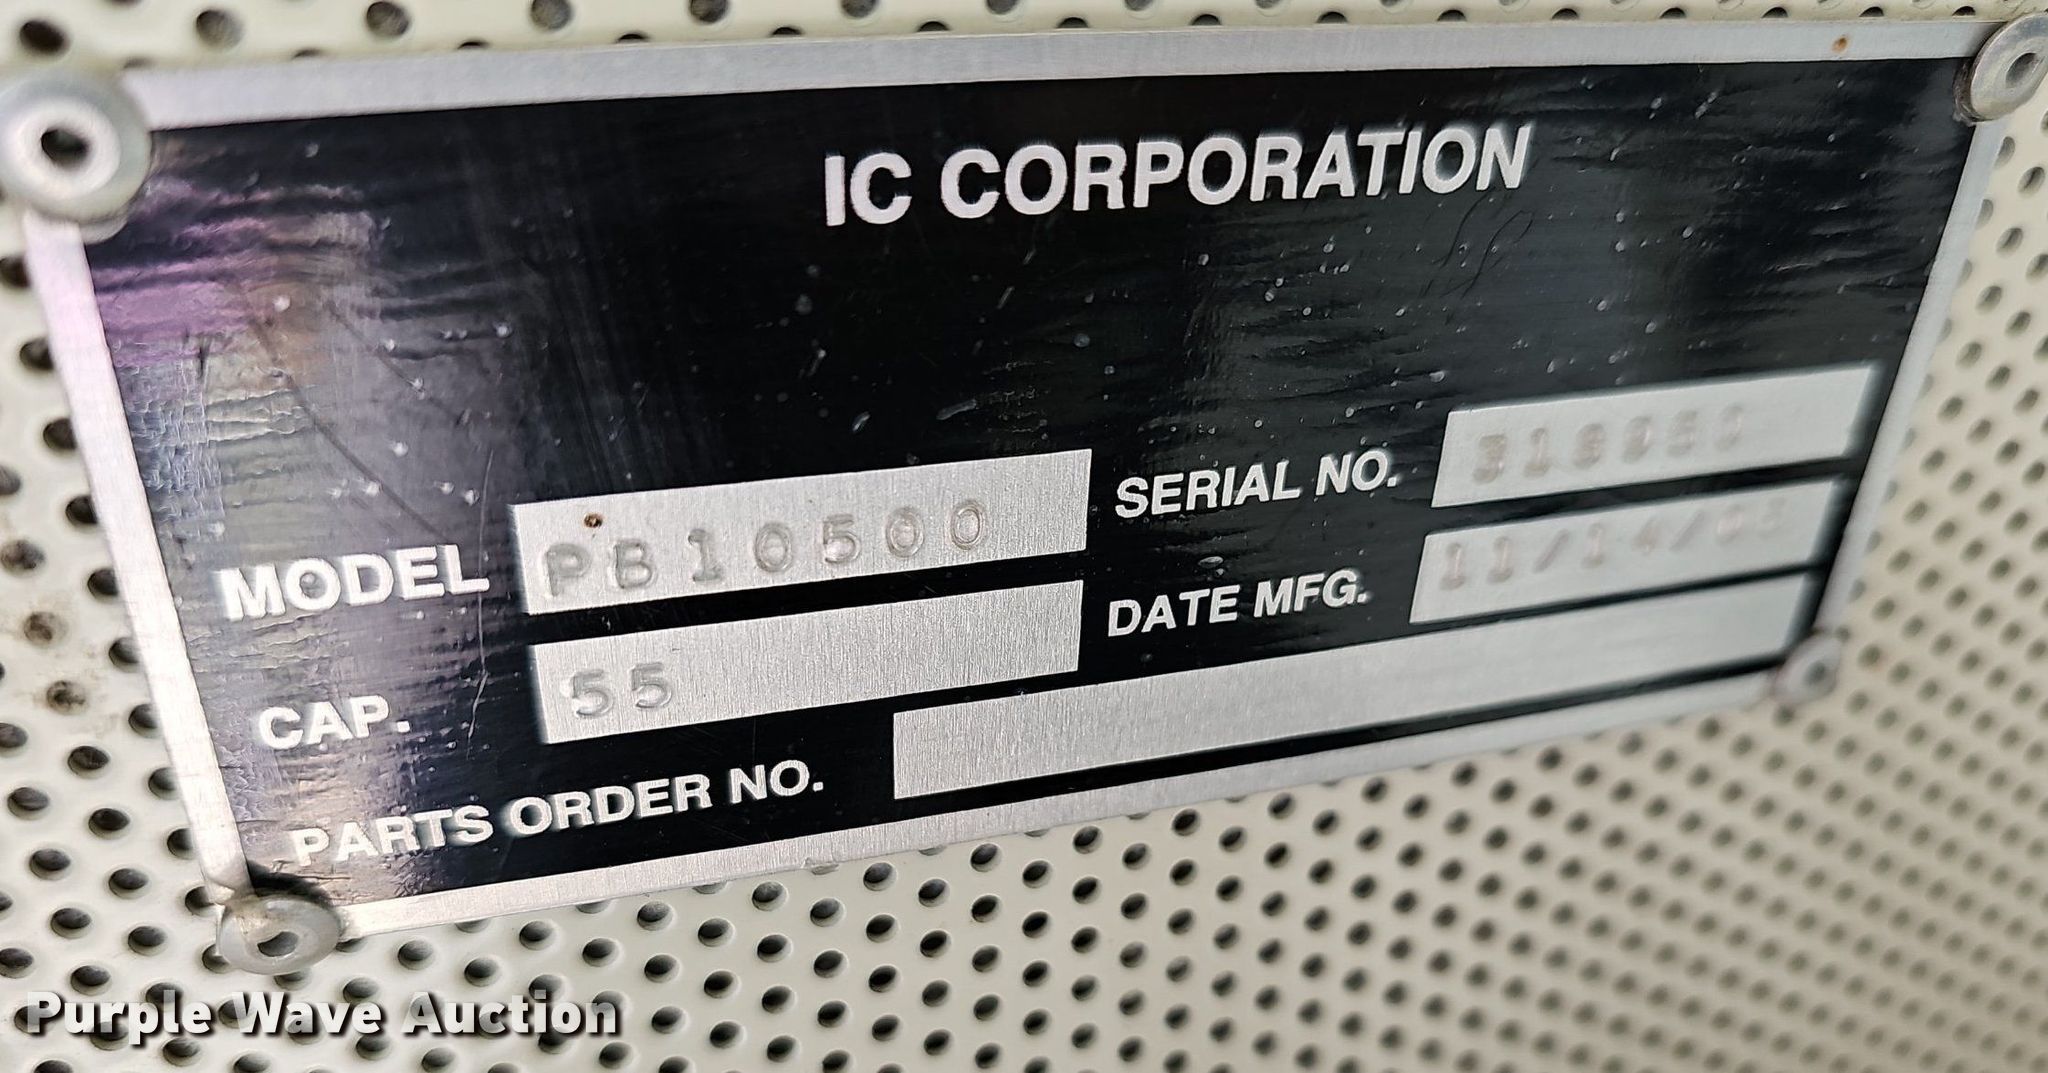 IC CORPORATION
MODEL PB10500
SERIAL NO.
CAP. 55
DATE MFG.
PARTS ORDER NO.
Purple Wave Auction